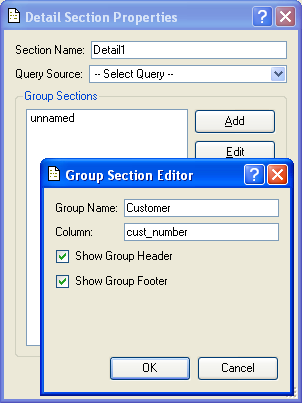 Detail Section Properties
Section Name: Detail1
Query Source: -- Select Query --
Group Sections
unnamed
Add
Edit
Group Section Editor
Group Name: Customer
Column: cust_number
Show Group Header
Show Group Footer
OK Cancel